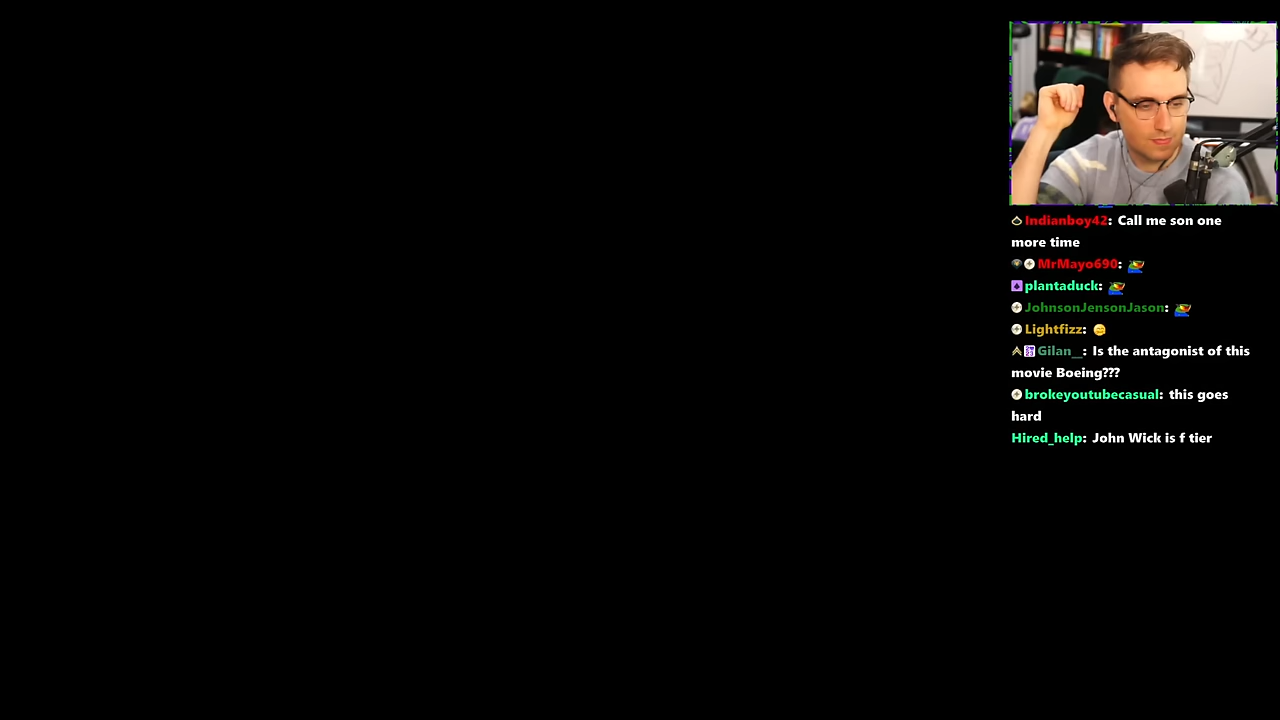 Indianboy42: Call me son one
more time
MrMayo690:
plantaduck:
JohnsonJensonJason:
Lightfizz:
Gilan__: Is the antagonist of this
movie Boeing???
brokeyoutubecasual: this goes
hard
Hired_help: John Wick is f tier